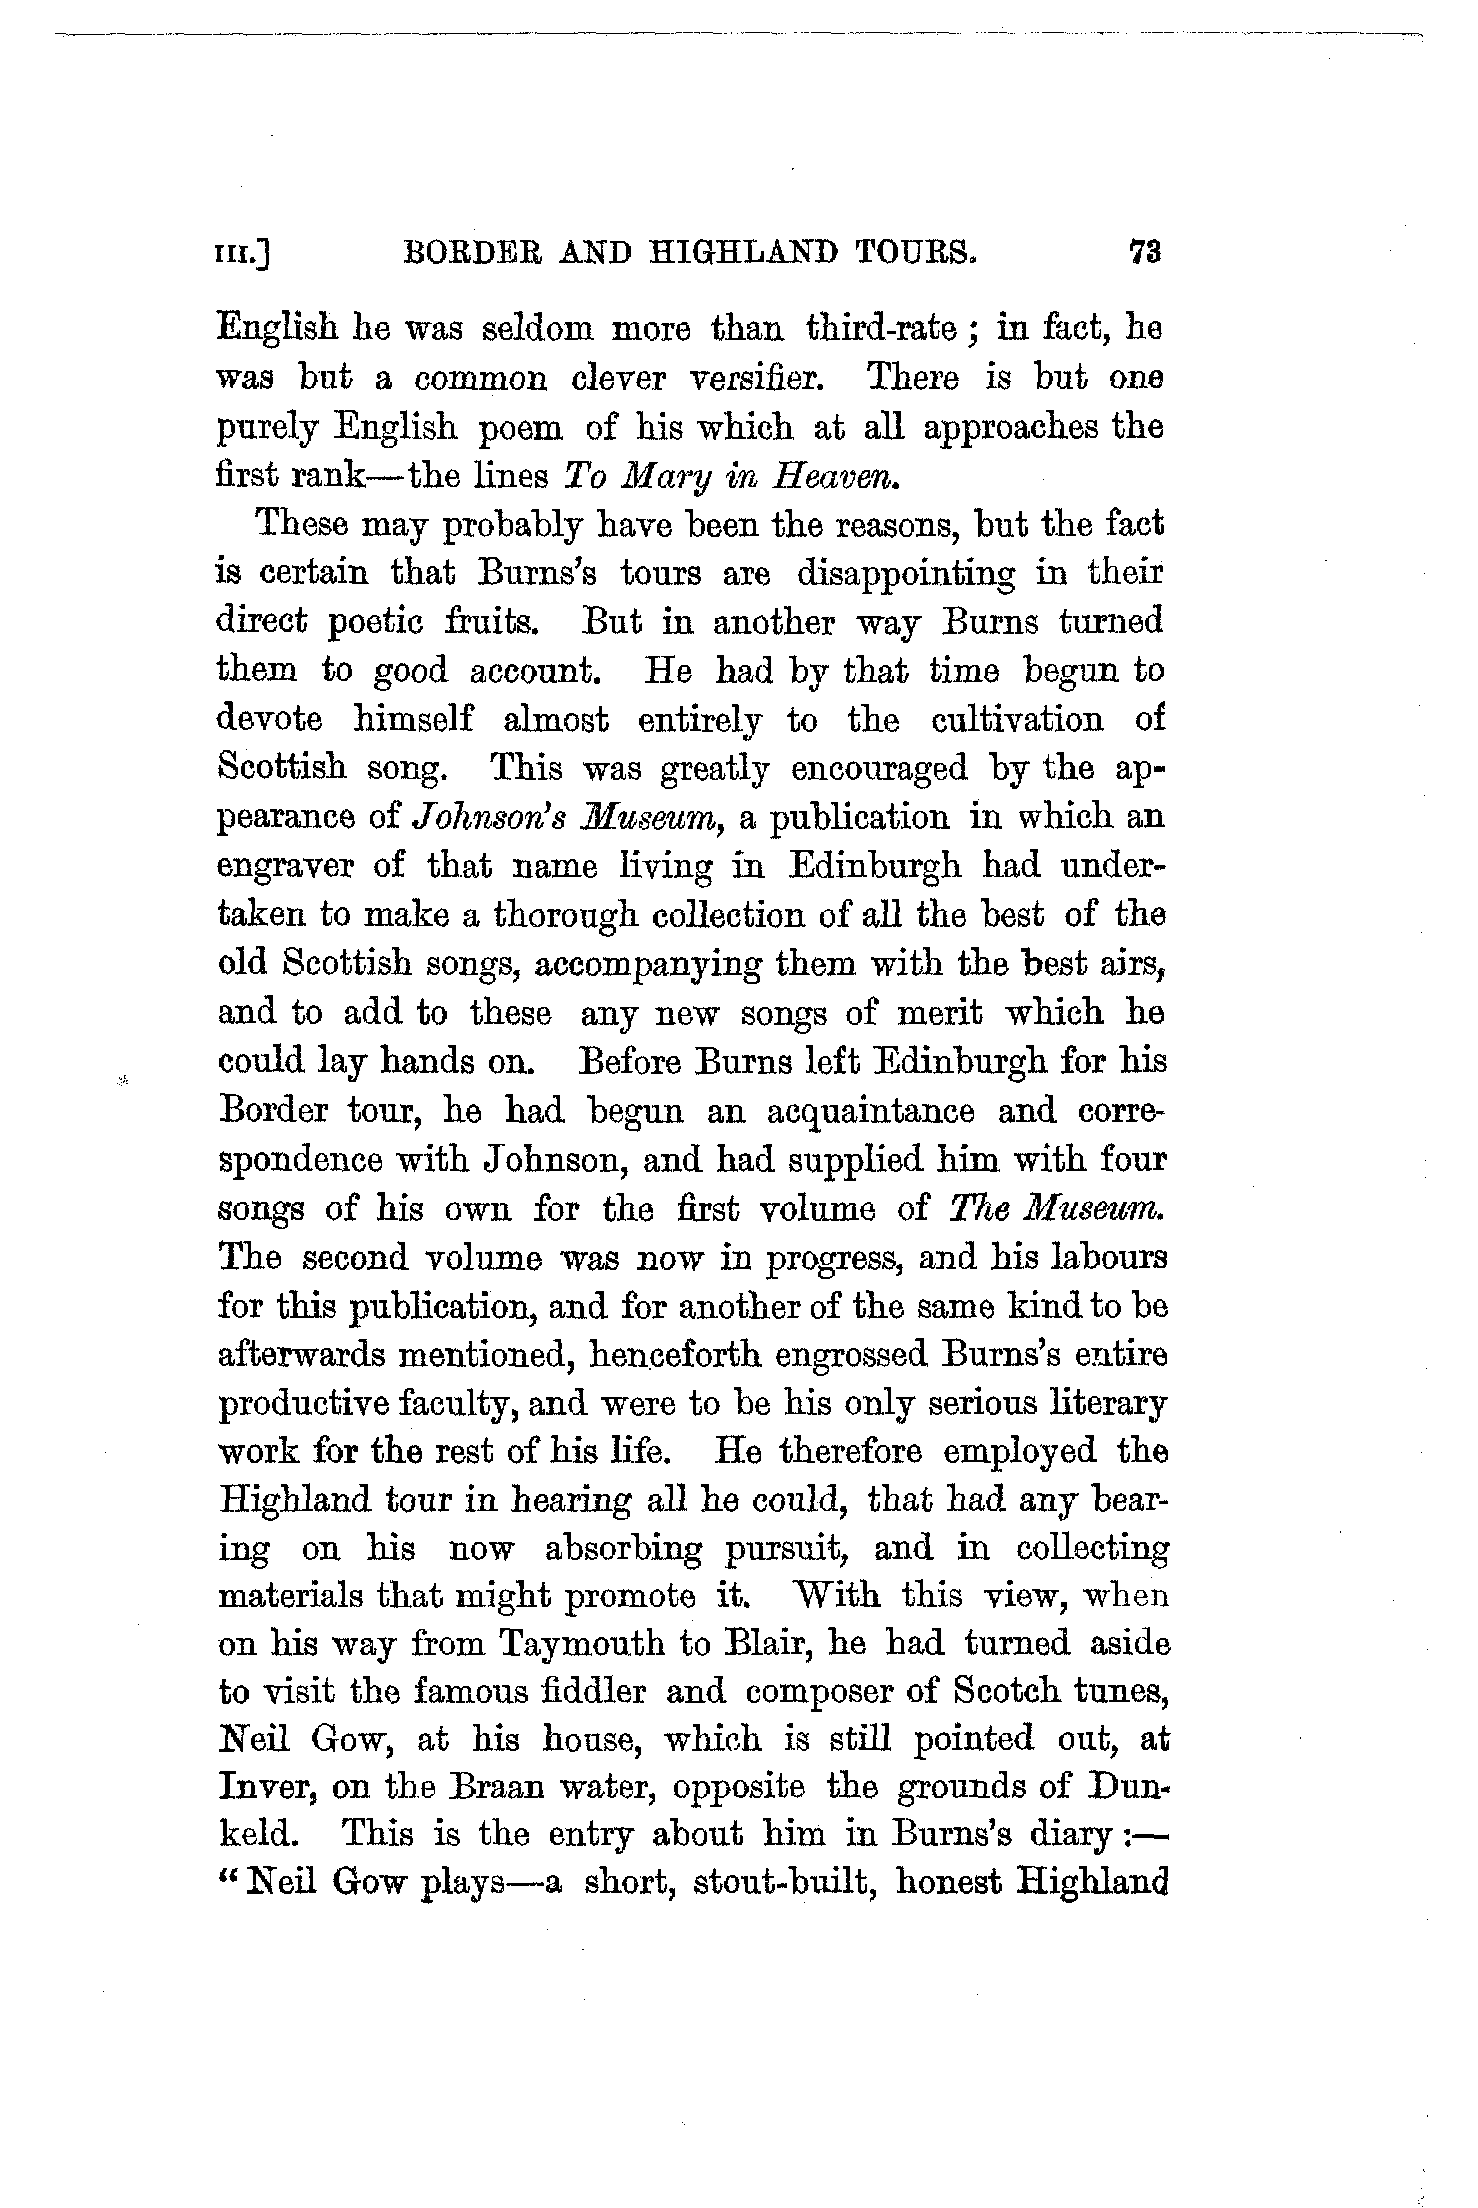 III.] BORDER AND HIGHLAND TOURS. 73
English he was seldom more than third-rate ; in fact, he
was but a common clever versifier. There is but one
purely English poem of his which at all approaches the
first rank—the lines To Mary in Heaven.
These may probably have been the reasons, but the fact
is certain that Burns's tours are disappointing in their
direct poetic fruits. But in another way Burns turned
them to good account. He had by that time begun to
devote himself almost entirely to the cultivation of
Scottish song. This was greatly encouraged by the ap-
pearance of Johnson's Museum, a publication in which an
engraver of that name living in Edinburgh had under-
taken to make a thorough collection of all the best of the
old Scottish songs, accompanying them with the best airs,
and to add to these any new songs of merit which he
could lay hands on. Before Burns left Edinburgh for his
Border tour, he had begun an acquaintance and corre-
spondence with Johnson, and had supplied him with four
songs of his own for the first volume of The Museum.
The second volume was now in progress, and his labours
for this publication, and for another of the same kind to be
afterwards mentioned, henceforth engrossed Burns's entire
productive faculty, and were to be his only serious literary
work for the rest of his life. He therefore employed the
Highland tour in hearing all he could, that had any bear-
ing on his now absorbing pursuit, and in collecting
materials that might promote it. With this view, when
on his way from Taymouth to Blair, he had turned aside
to visit the famous fiddler and composer of Scotch tunes,
Neil Gow, at his house, which is still pointed out, at
Inver, on the Braan water, opposite the grounds of Dun-
keld. This is the entry about him in Burns's diary :—
“ Neil Gow plays—a short, stout-built, honest Highland